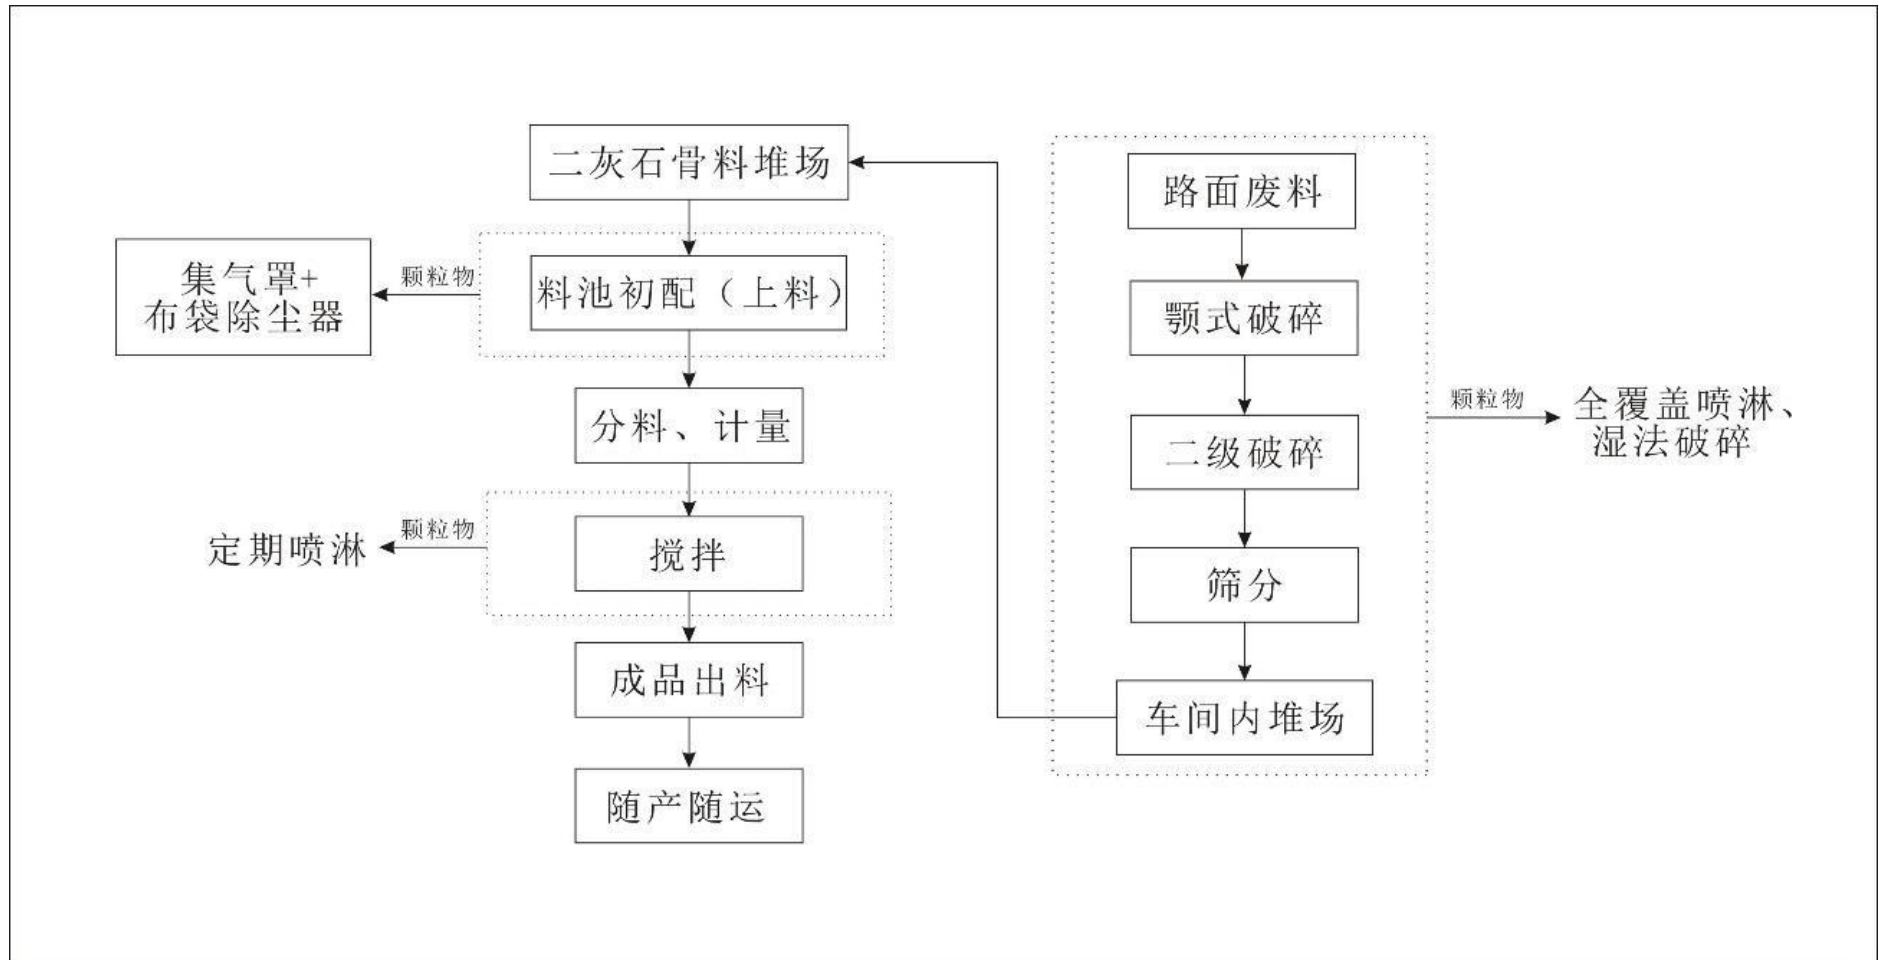 二灰石骨料堆场
集气罩+
布袋除尘器
颗粒物
料池初配（上料）
分料、计量
定期喷淋
颗粒物
搅拌
成品出料
随产随运
路面废料
颚式破碎
二级破碎
筛分
车间内堆场
颗粒物
全覆盖喷淋、
湿法破碎